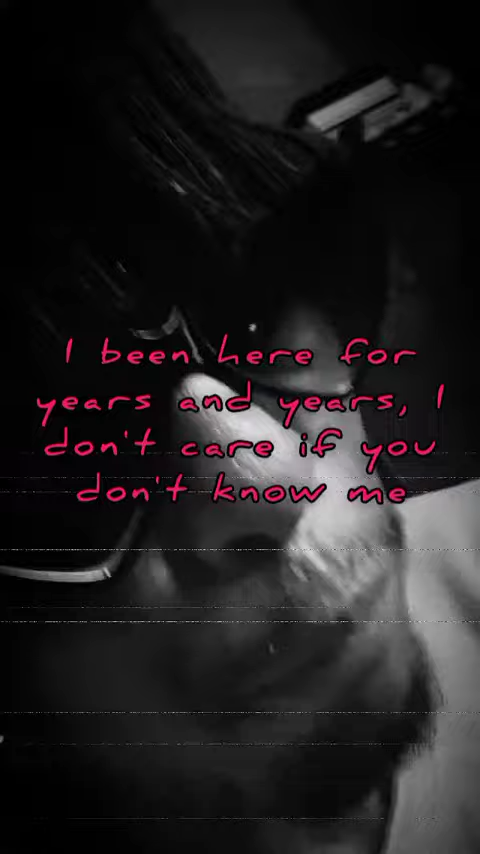 I been here for
years and years, I
don't care if you
don't know me